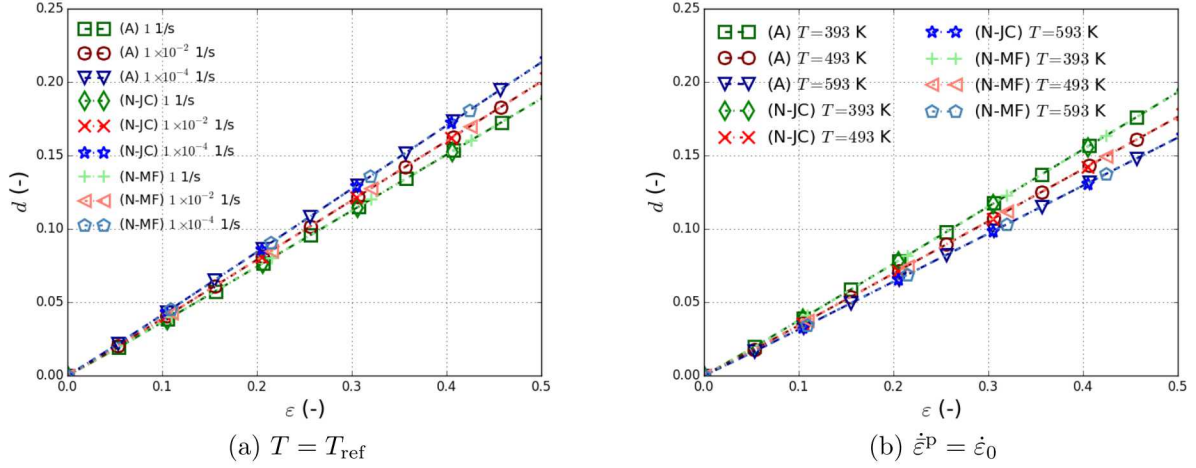 0.25
0.20
0.15
0.10
0.05
0.00
d (-)
(A) 1 1/s
(A) 1×10⁻² 1/s
(A) 1×10⁻⁴ 1/s
(N-JC) 1 1/s
(N-JC) 1×10⁻² 1/s
(N-JC) 1×10⁻⁴ 1/s
(N-MF) 1 1/s
(N-MF) 1×10⁻² 1/s
(N-MF) 1×10⁻⁴ 1/s
0.0 0.1 0.2 0.3 0.4 0.5
ε (-)
(a) T = T_ref
0.25
0.20
0.15
0.10
0.05
0.00
d (-)
(A) T=393 K
(A) T=493 K
(A) T=593 K
(N-JC) T=393 K
(N-JC) T=493 K
(N-JC) T=593 K
(N-MF) T=393 K
(N-MF) T=493 K
(N-MF) T=593 K
0.0 0.1 0.2 0.3 0.4 0.5
ε (-)
(b) ε̄̇ᵖ = ε̇₀